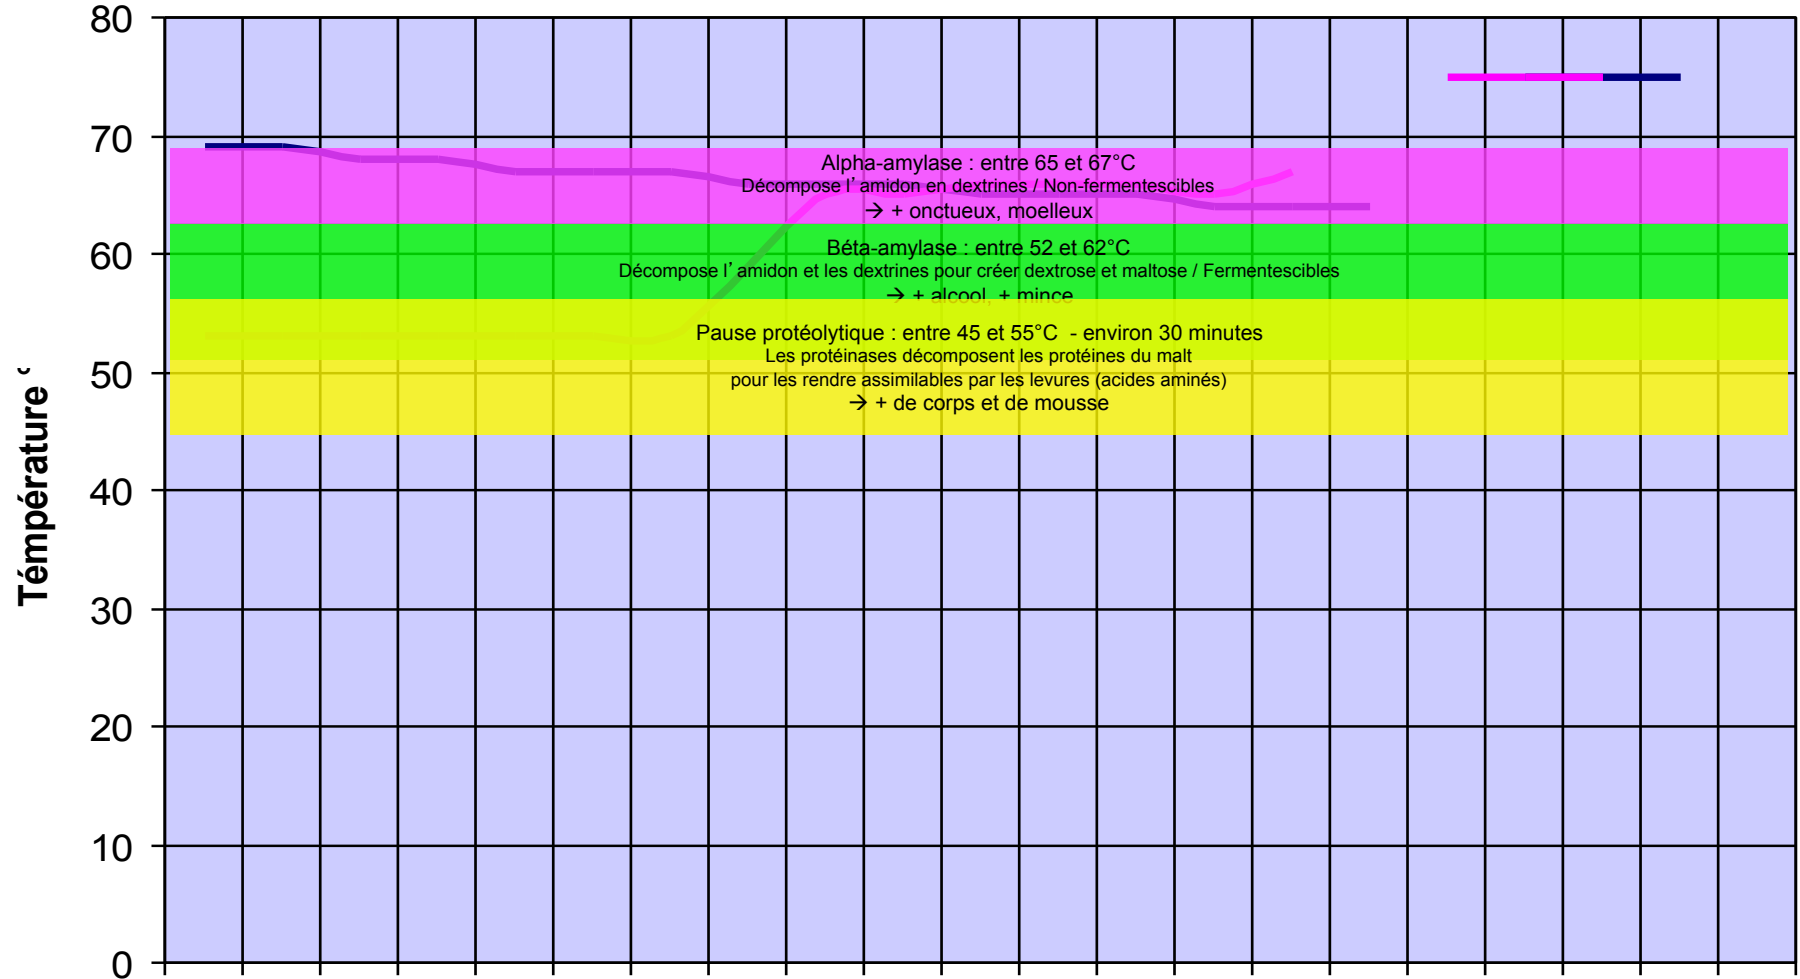 80
70
60
50
40
30
20
10
0
Témpérature °
Alpha-amylase : entre 65 et 67°C
Décompose l’amidon en dextrines / Non-fermentescibles
→ + onctueux, moelleux
Béta-amylase : entre 52 et 62°C
Décompose l’amidon et les dextrines pour créer dextrose et maltose / Fermentescibles
→ + alcool, + mince
Pause protéolytique : entre 45 et 55°C - environ 30 minutes
Les protéinases décomposent les protéines du malt
pour les rendre assimilables par les levures (acides aminés)
→ + de corps et de mousse